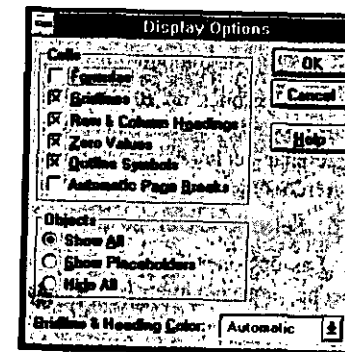 Display Options
Cells
OK
Formulas
Cancel
Gridlines
Row & Column Headings
Help
Zero Values
Outline Symbols
Automatic Page Breaks
Objects
Show All
Show Placeholders
Hide All
Gridline & Heading Color:
Automatic